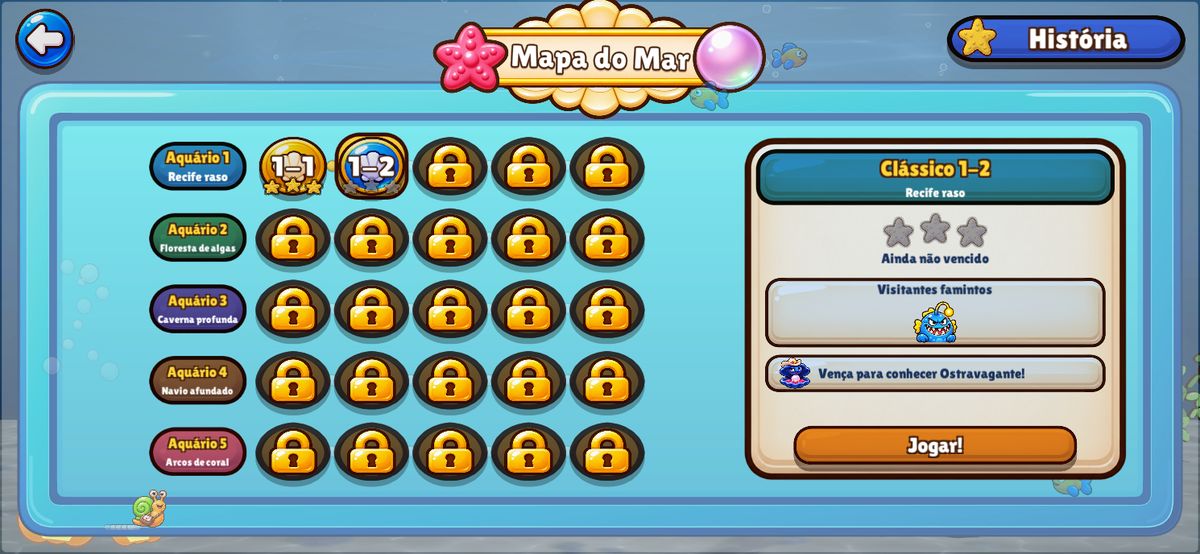 Mapa do Mar
História
Aquário 1
Recife raso
1-1
1-2
Aquário 2
Floresta de algas
Aquário 3
Caverna profunda
Aquário 4
Navio afundado
Aquário 5
Arcos de coral
Clássico 1-2
Recife raso
Ainda não vencido
Visitantes famintos
Vença para conhecer Ostravagante!
Jogar!